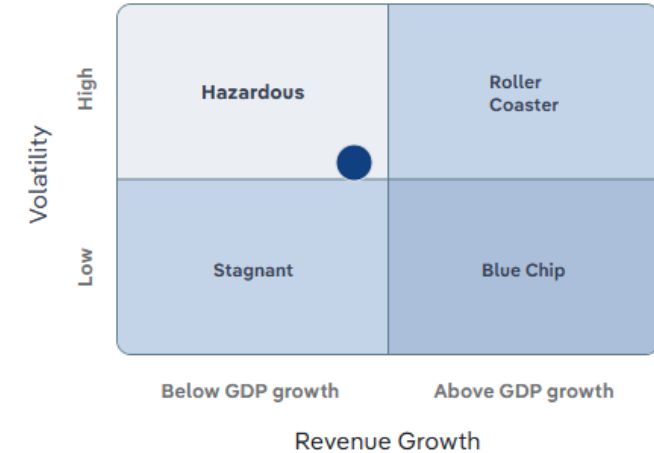 Volatility
High
Low
Hazardous
Roller
Coaster
Stagnant
Blue Chip
Below GDP growth
Above GDP growth
Revenue Growth